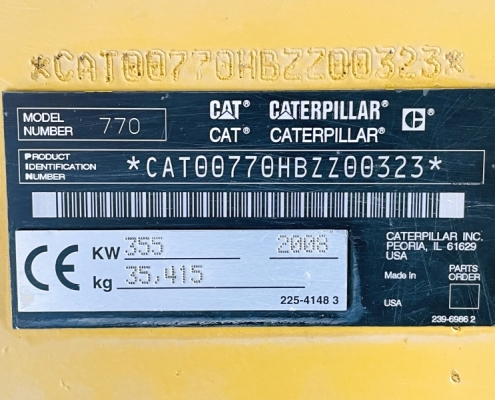 *CAT00770HBZZ00323*
MODEL NUMBER 770
CAT CATERPILLAR C
CAT® CATERPILLAR®
PRODUCT IDENTIFICATION NUMBER *CAT00770HBZZ00323*
CE
KW 355 2008
kg 35,415
225-4148 3
CATERPILLAR INC.
PEORIA, IL 61629
USA
Made in
USA
PARTS ORDER
239-6986 2